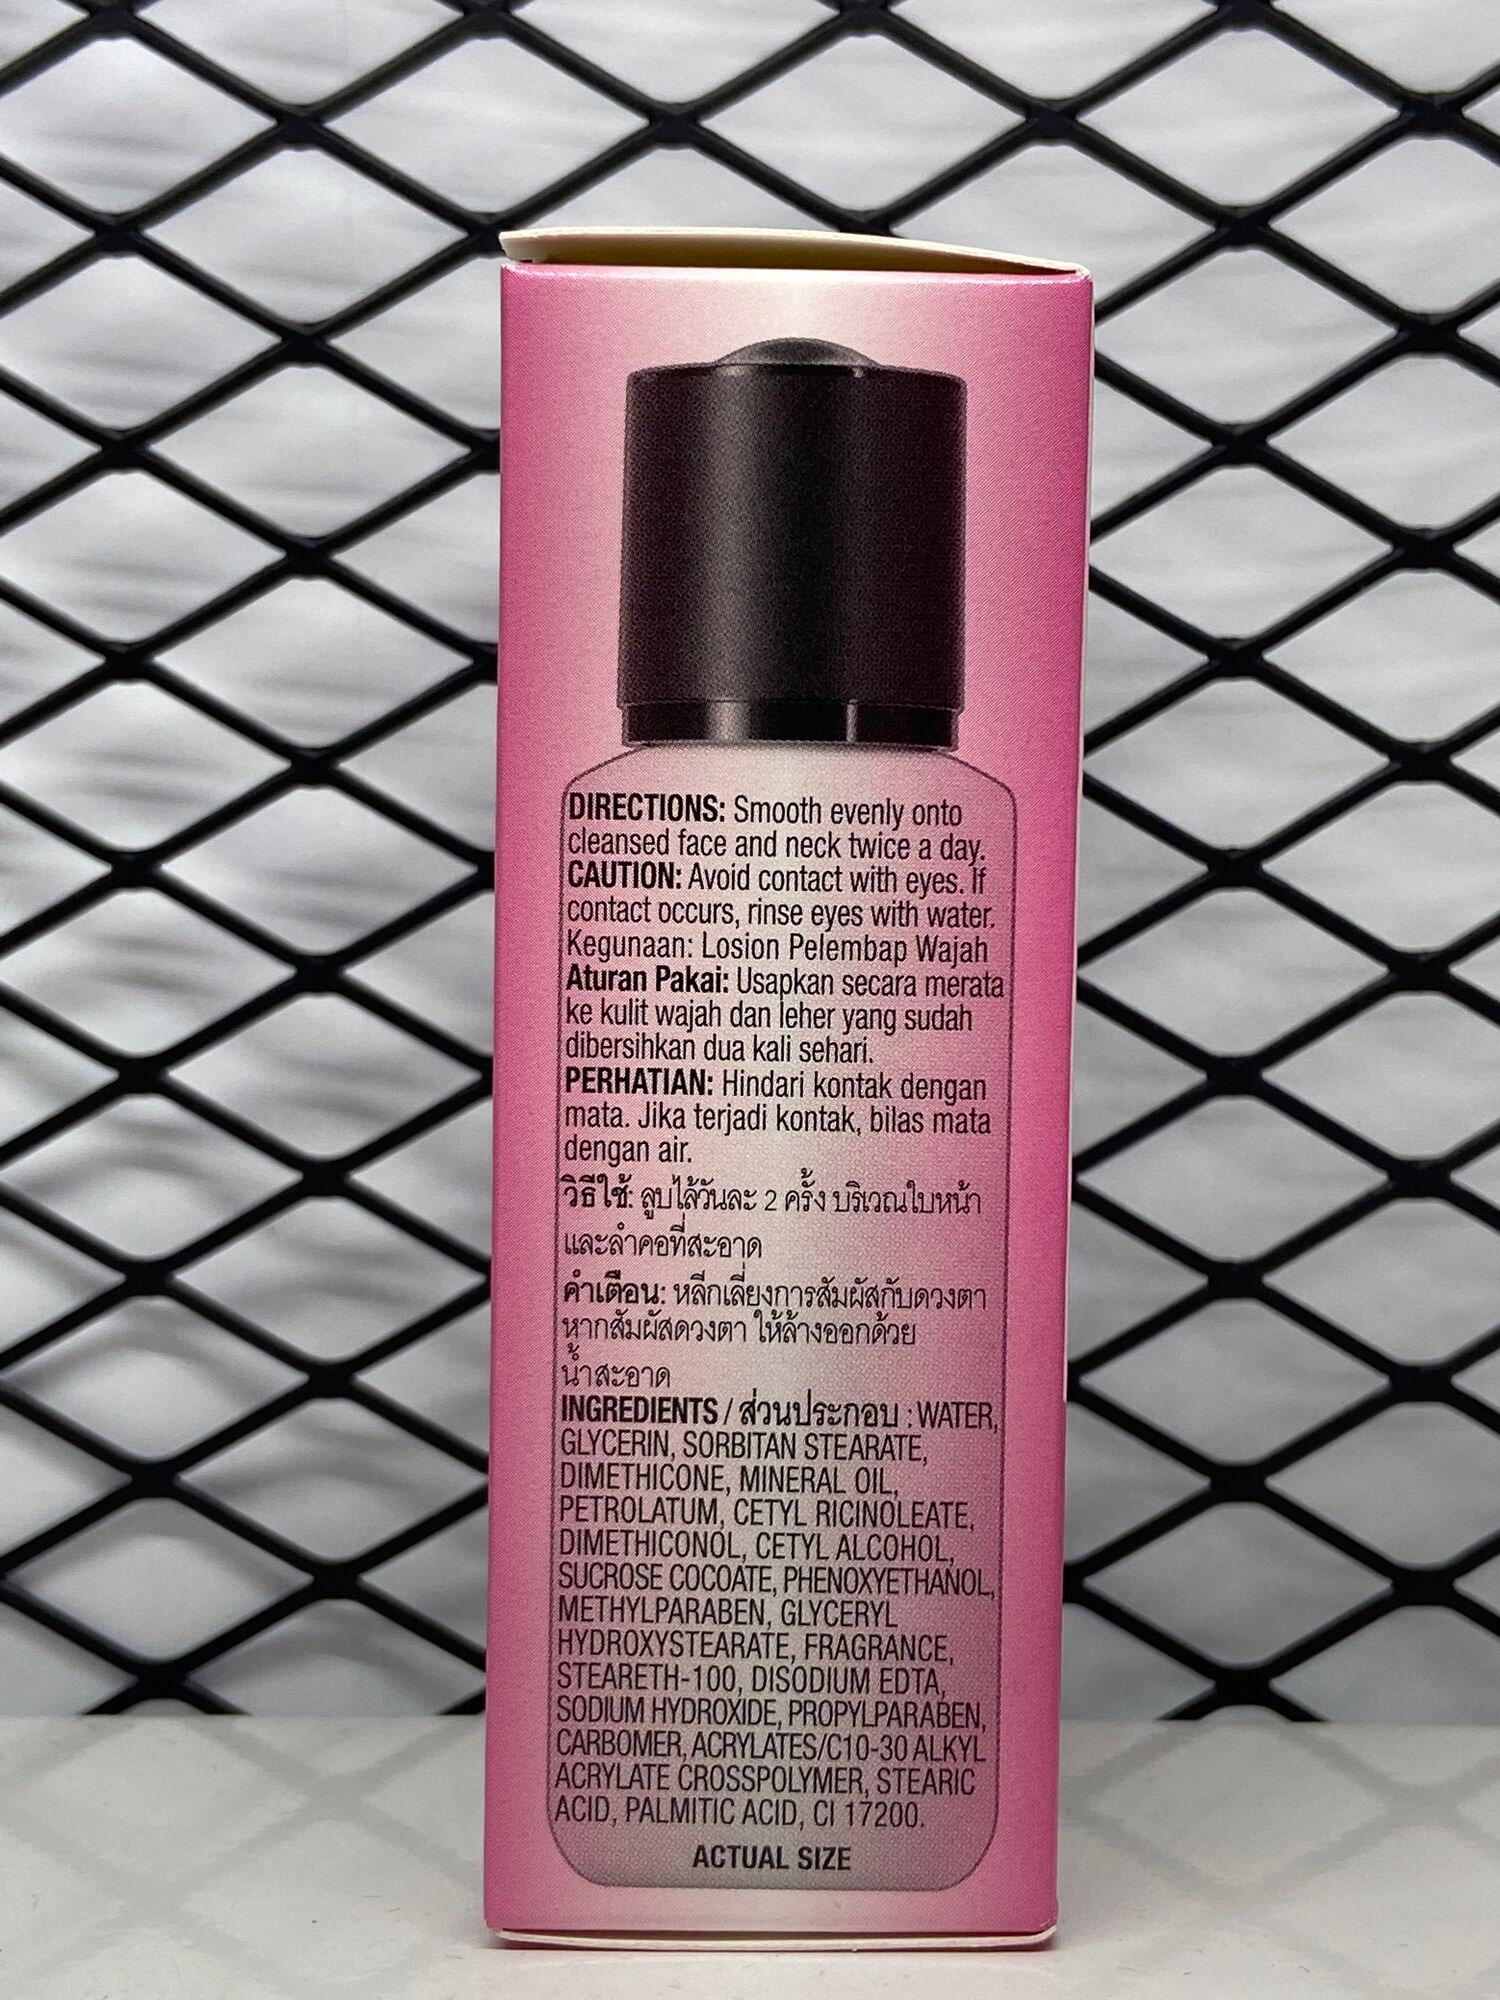 DIRECTIONS: Smooth evenly onto
cleansed face and neck twice a day.
CAUTION: Avoid contact with eyes. If
contact occurs, rinse eyes with water.
Kegunaan: Losion Pelembap Wajah
Aturan Pakai: Usapkan secara merata
ke kulit wajah dan leher yang sudah
dibersihkan dua kali sehari.
PERHATIAN: Hindari kontak dengan
mata. Jika terjadi kontak, bilas mata
dengan air.
วิธีใช้: ลูบไล้วันละ 2 ครั้ง บริเวณใบหน้า
และลำคอที่สะอาด
คำเตือน: หลีกเลี่ยงการสัมผัสกับดวงตา
หากสัมผัสดวงตา ให้ล้างออกด้วย
น้ำสะอาด
INGREDIENTS / ส่วนประกอบ : WATER,
GLYCERIN, SORBITAN STEARATE,
DIMETHICONE, MINERAL OIL,
PETROLATUM, CETYL RICINOLEATE,
DIMETHICONOL, CETYL ALCOHOL,
SUCROSE COCOATE, PHENOXYETHANOL,
METHYLPARABEN, GLYCERYL
HYDROXYSTEARATE, FRAGRANCE,
STEARETH-100, DISODIUM EDTA,
SODIUM HYDROXIDE, PROPYLPARABEN,
CARBOMER, ACRYLATES/C10-30 ALKYL
ACRYLATE CROSSPOLYMER, STEARIC
ACID, PALMITIC ACID, CI 17200.
ACTUAL SIZE